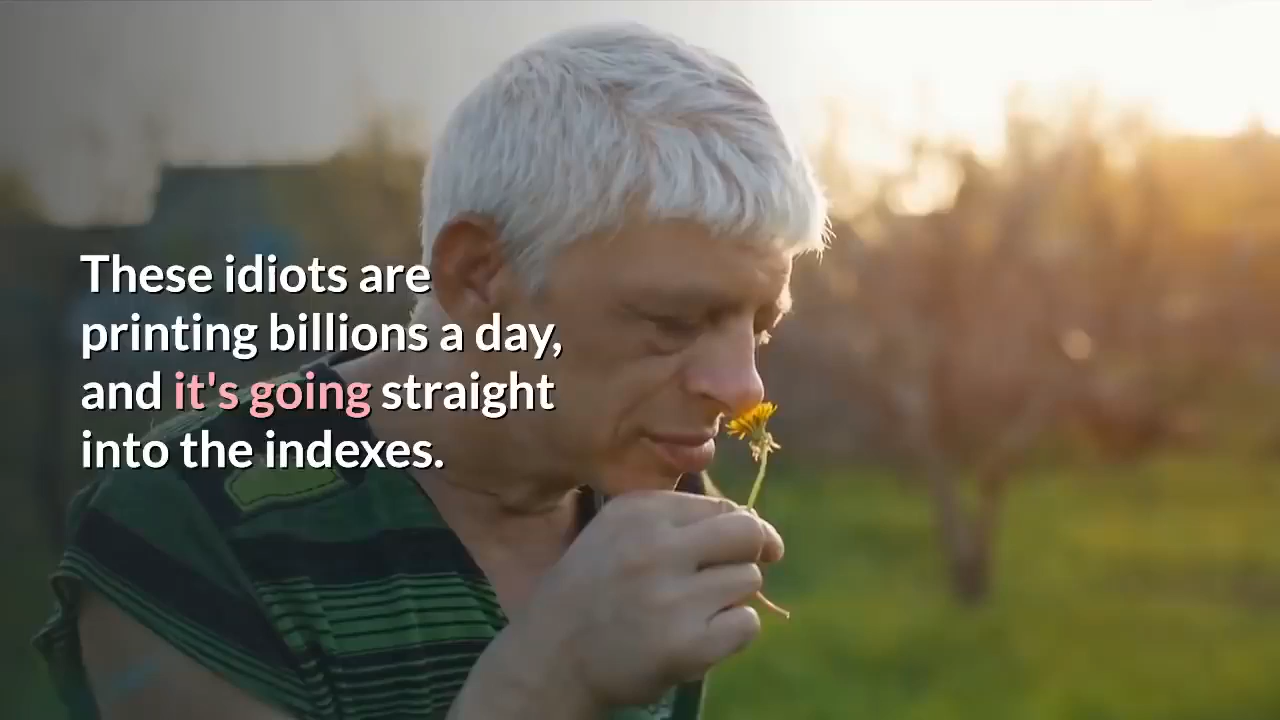 These idiots are
printing billions a day,
and it's going straight
into the indexes.